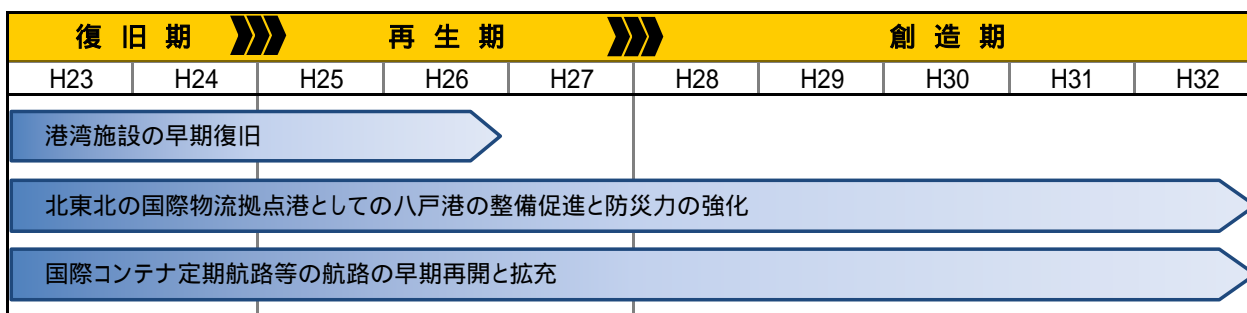 復旧期 再生期 創造期
H23 H24 H25 H26 H27 H28 H29 H30 H31 H32
港湾施設の早期復旧
北東北の国際物流拠点港としての八戸港の整備促進と防災力の強化
国際コンテナ定期航路等の航路の早期再開と拡充